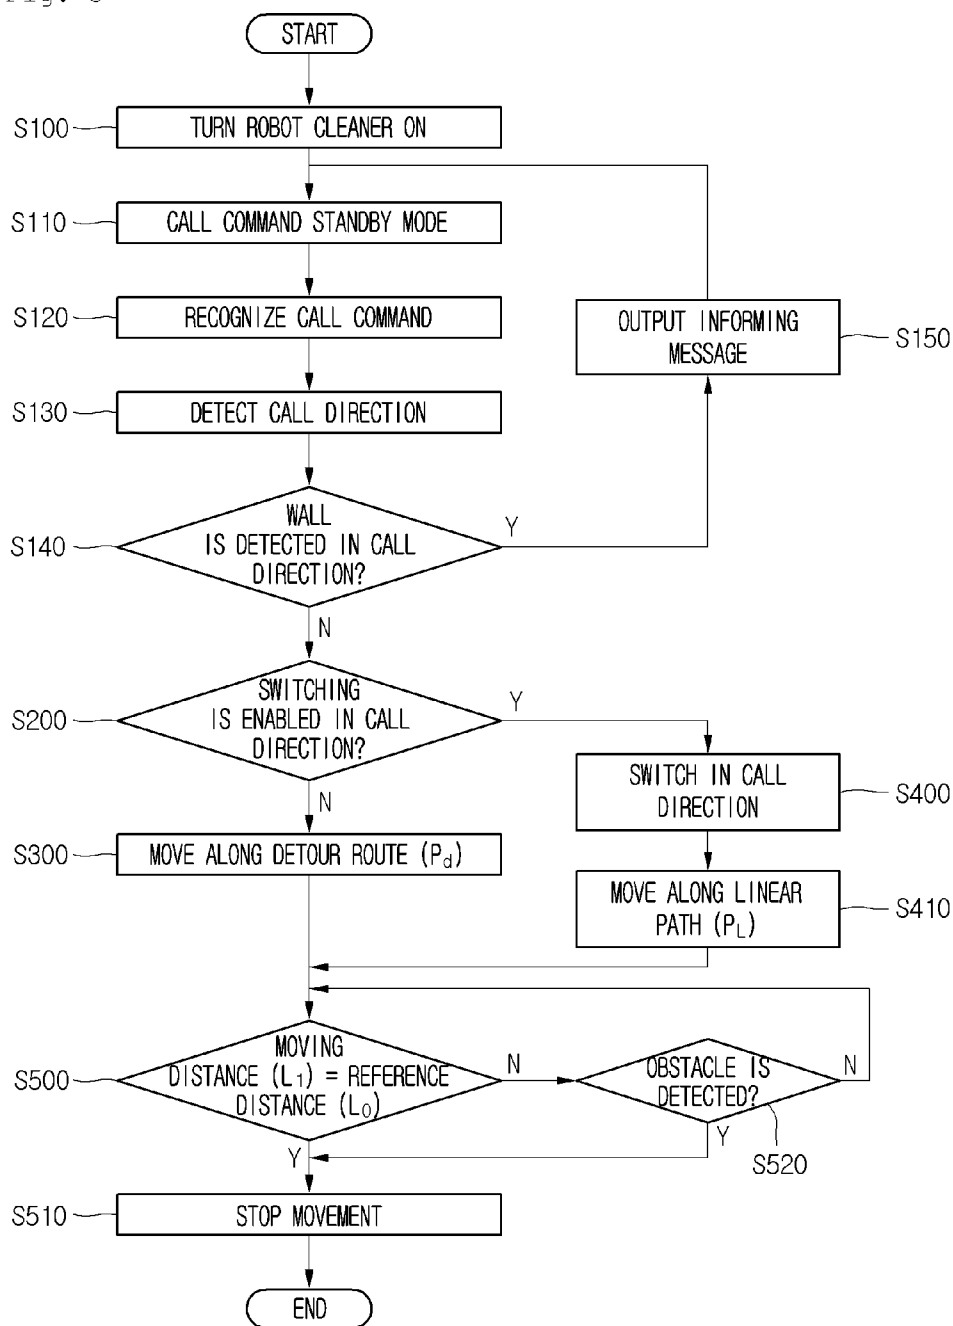 START
S100
TURN ROBOT CLEANER ON
S110
CALL COMMAND STANDBY MODE
S120
RECOGNIZE CALL COMMAND
OUTPUT INFORMING
MESSAGE
S150
S130
DETECT CALL DIRECTION
S140
WALL
IS DETECTED IN CALL
DIRECTION?
Y
N
S200
SWITCHING
IS ENABLED IN CALL
DIRECTION?
Y
N
SWITCH IN CALL
DIRECTION
S400
S300
MOVE ALONG DETOUR ROUTE (Pd)
MOVE ALONG LINEAR
PATH (PL)
S410
S500
MOVING
DISTANCE (L1) = REFERENCE
DISTANCE (L0)
N
OBSTACLE IS
DETECTED?
N
Y
Y
S520
S510
STOP MOVEMENT
END